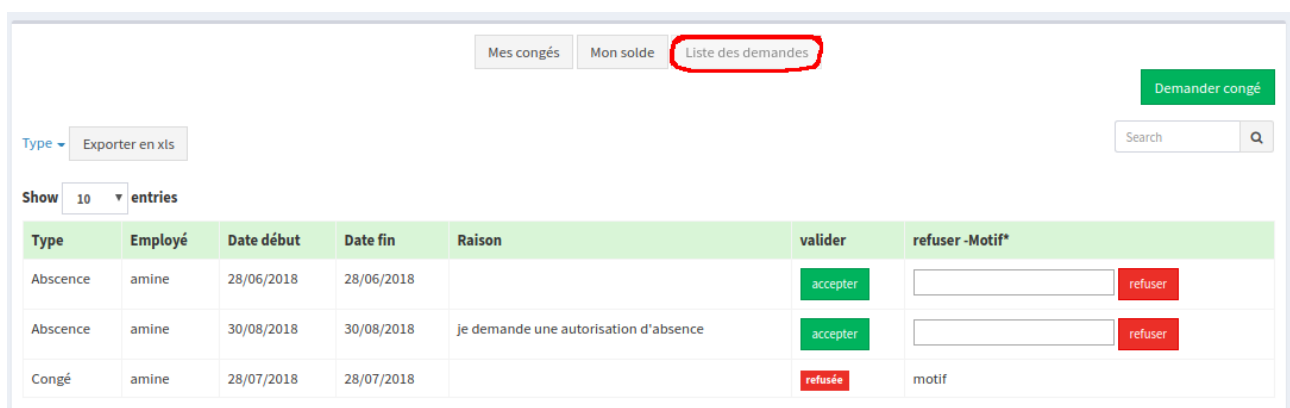 Mes congés Mon solde Liste des demandes
Demander congé
Type Exporter en xls Search
Show 10 entries
Type Employé Date début Date fin Raison valider refuser -Motif*
Abscence amine 28/06/2018 28/06/2018 accepter refuser
Abscence amine 30/08/2018 30/08/2018 je demande une autorisation d'absence accepter refuser
Congé amine 28/07/2018 28/07/2018 refusée motif